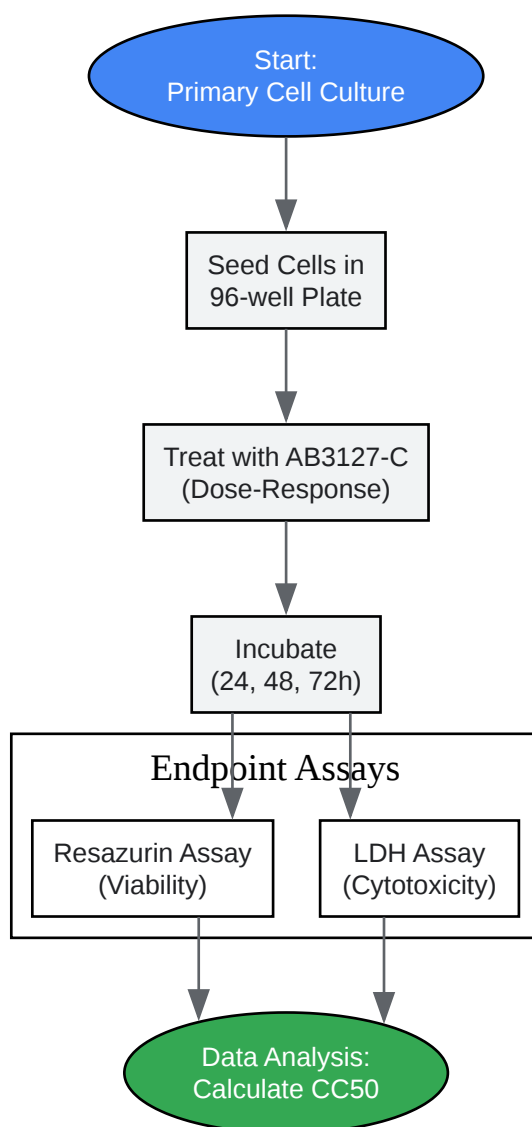 Start:
Primary Cell Culture
Seed Cells in
96-well Plate
Treat with AB3127-C
(Dose-Response)
Incubate
(24, 48, 72h)
Endpoint Assays
Resazurin Assay
(Viability)
LDH Assay
(Cytotoxicity)
Data Analysis:
Calculate CC50